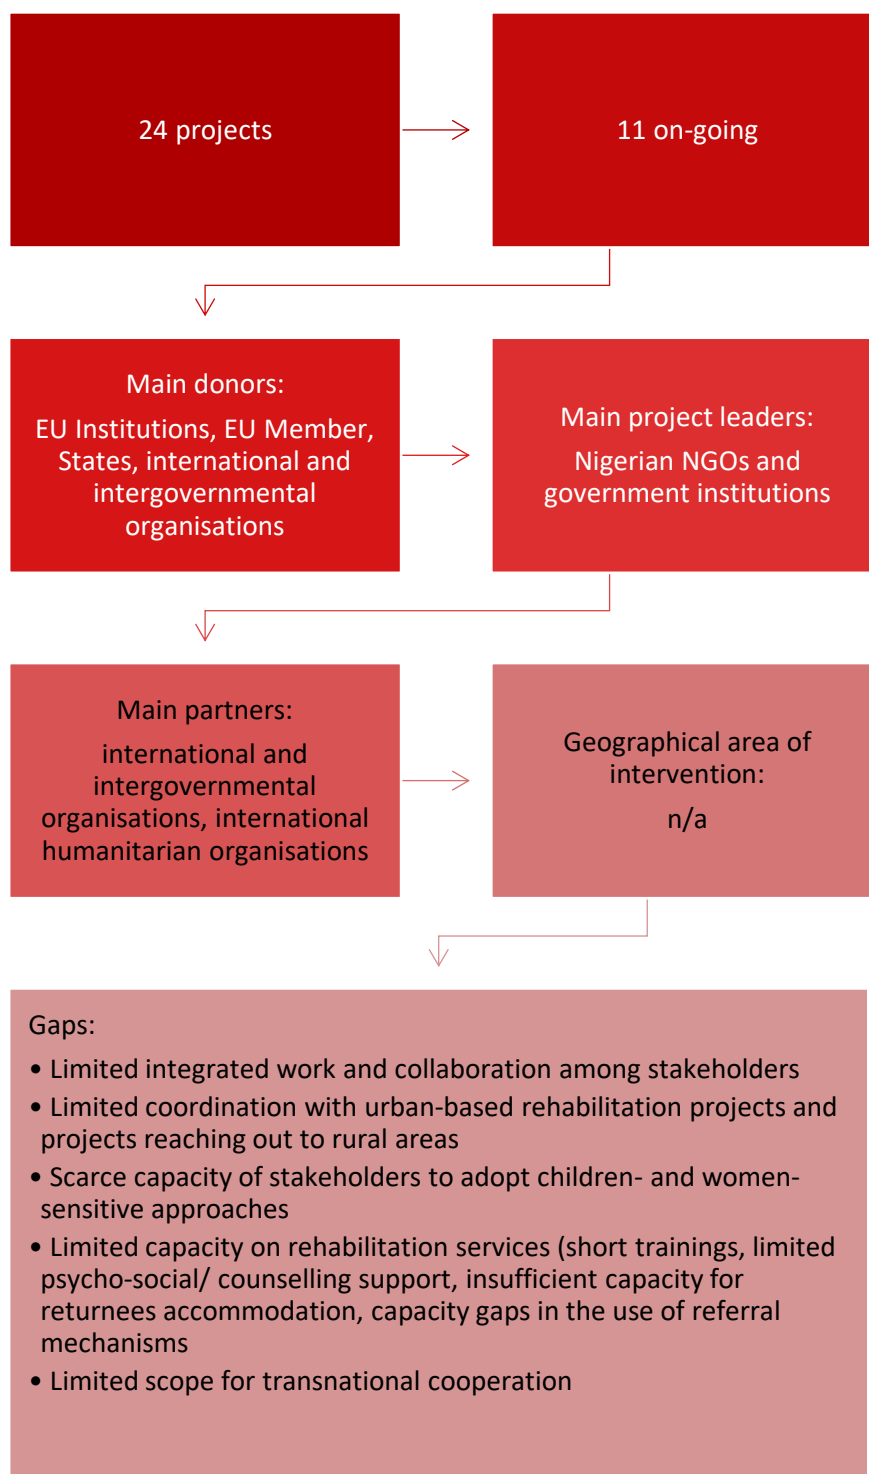 24 projects
11 on-going
Main donors:
EU Institutions, EU Member,
States, international and
intergovernmental
organisations
Main project leaders:
Nigerian NGOs and
government institutions
Main partners:
international and
intergovernmental
organisations, international
humanitarian organisations
Geographical area of
intervention:
n/a
Gaps:
• Limited integrated work and collaboration among stakeholders
• Limited coordination with urban-based rehabilitation projects and
projects reaching out to rural areas
• Scarce capacity of stakeholders to adopt children- and women-
sensitive approaches
• Limited capacity on rehabilitation services (short trainings, limited
psycho-social/ counselling support, insufficient capacity for
returnees accommodation, capacity gaps in the use of referral
mechanisms
• Limited scope for transnational cooperation